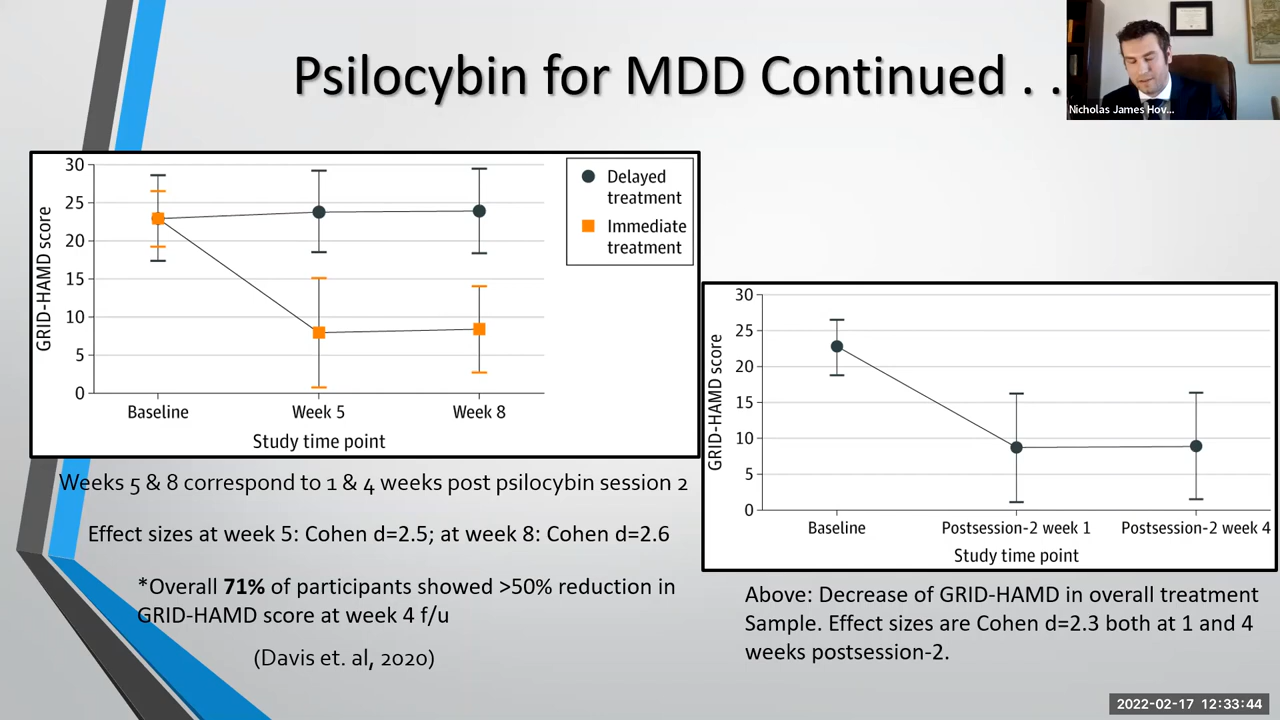 Psilocybin for MDD Continued . .
Nicholas James Hov...
30
25
20
15
10
5
0
GRID-HAMD score
Baseline
Week 5
Week 8
Study time point
Delayed
treatment
Immediate
treatment
30
25
20
15
10
5
0
GRID-HAMD score
Baseline
Postsession-2 week 1
Postsession-2 week 4
Study time point
Weeks 5 & 8 correspond to 1 & 4 weeks post psilocybin session 2
Effect sizes at week 5: Cohen d=2.5; at week 8: Cohen d=2.6
*Overall 71% of participants showed >50% reduction in
GRID-HAMD score at week 4 f/u
(Davis et. al, 2020)
Above: Decrease of GRID-HAMD in overall treatment
Sample. Effect sizes are Cohen d=2.3 both at 1 and 4
weeks postsession-2.
2022-02-17 12:33:44